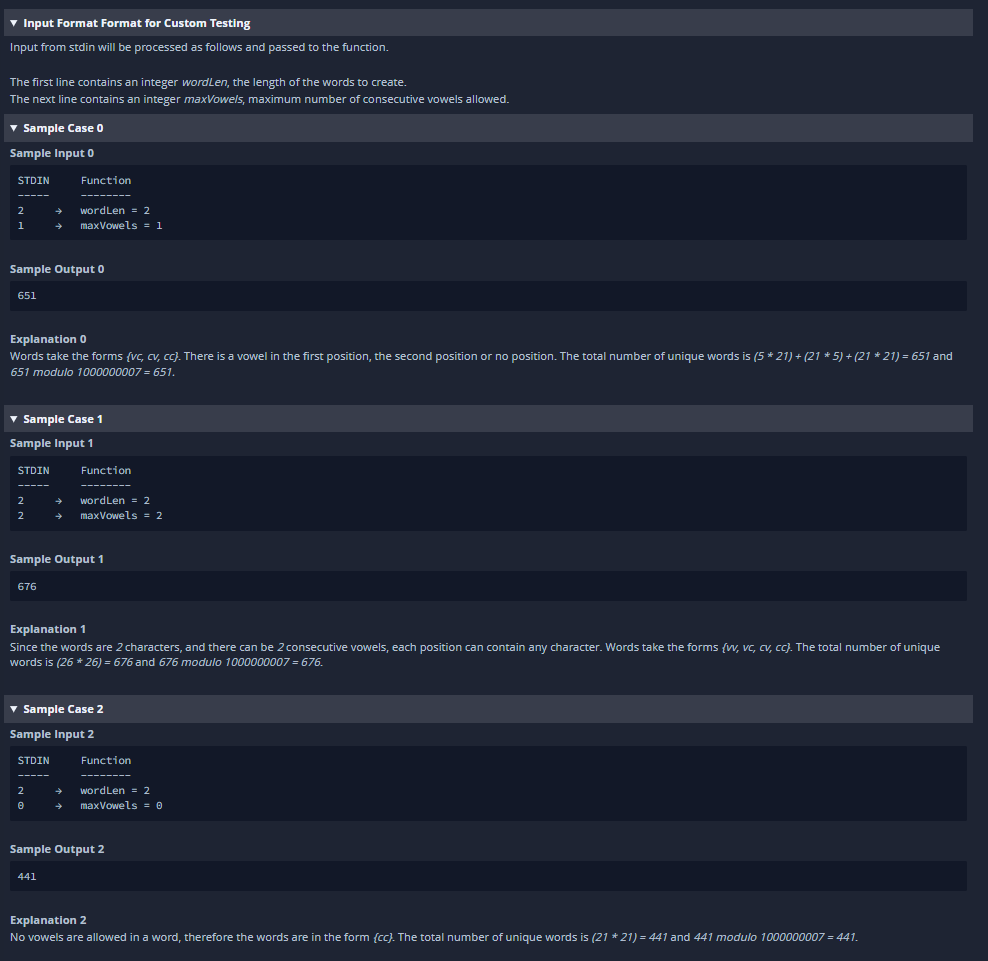 ▼ Input Format Format for Custom Testing
Input from stdin will be processed as follows and passed to the function.
The first line contains an integer wordLen, the length of the words to create.
The next line contains an integer maxVowels, maximum number of consecutive vowels allowed.
▼ Sample Case 0
Sample Input 0
STDIN Function
----- --------
2 → wordLen = 2
1 → maxVowels = 1
Sample Output 0
651
Explanation 0
Words take the forms {vc, cv, cc}. There is a vowel in the first position, the second position or no position. The total number of unique words is (5 * 21) + (21 * 5) + (21 * 21) = 651 and
651 modulo 1000000007 = 651.
▼ Sample Case 1
Sample Input 1
STDIN Function
----- --------
2 → wordLen = 2
2 → maxVowels = 2
Sample Output 1
676
Explanation 1
Since the words are 2 characters, and there can be 2 consecutive vowels, each position can contain any character. Words take the forms {vv, vc, cv, cc}. The total number of unique
words is (26 * 26) = 676 and 676 modulo 1000000007 = 676.
▼ Sample Case 2
Sample Input 2
STDIN Function
----- --------
2 → wordLen = 2
0 → maxVowels = 0
Sample Output 2
441
Explanation 2
No vowels are allowed in a word, therefore the words are in the form {cc}. The total number of unique words is (21 * 21) = 441 and 441 modulo 1000000007 = 441.